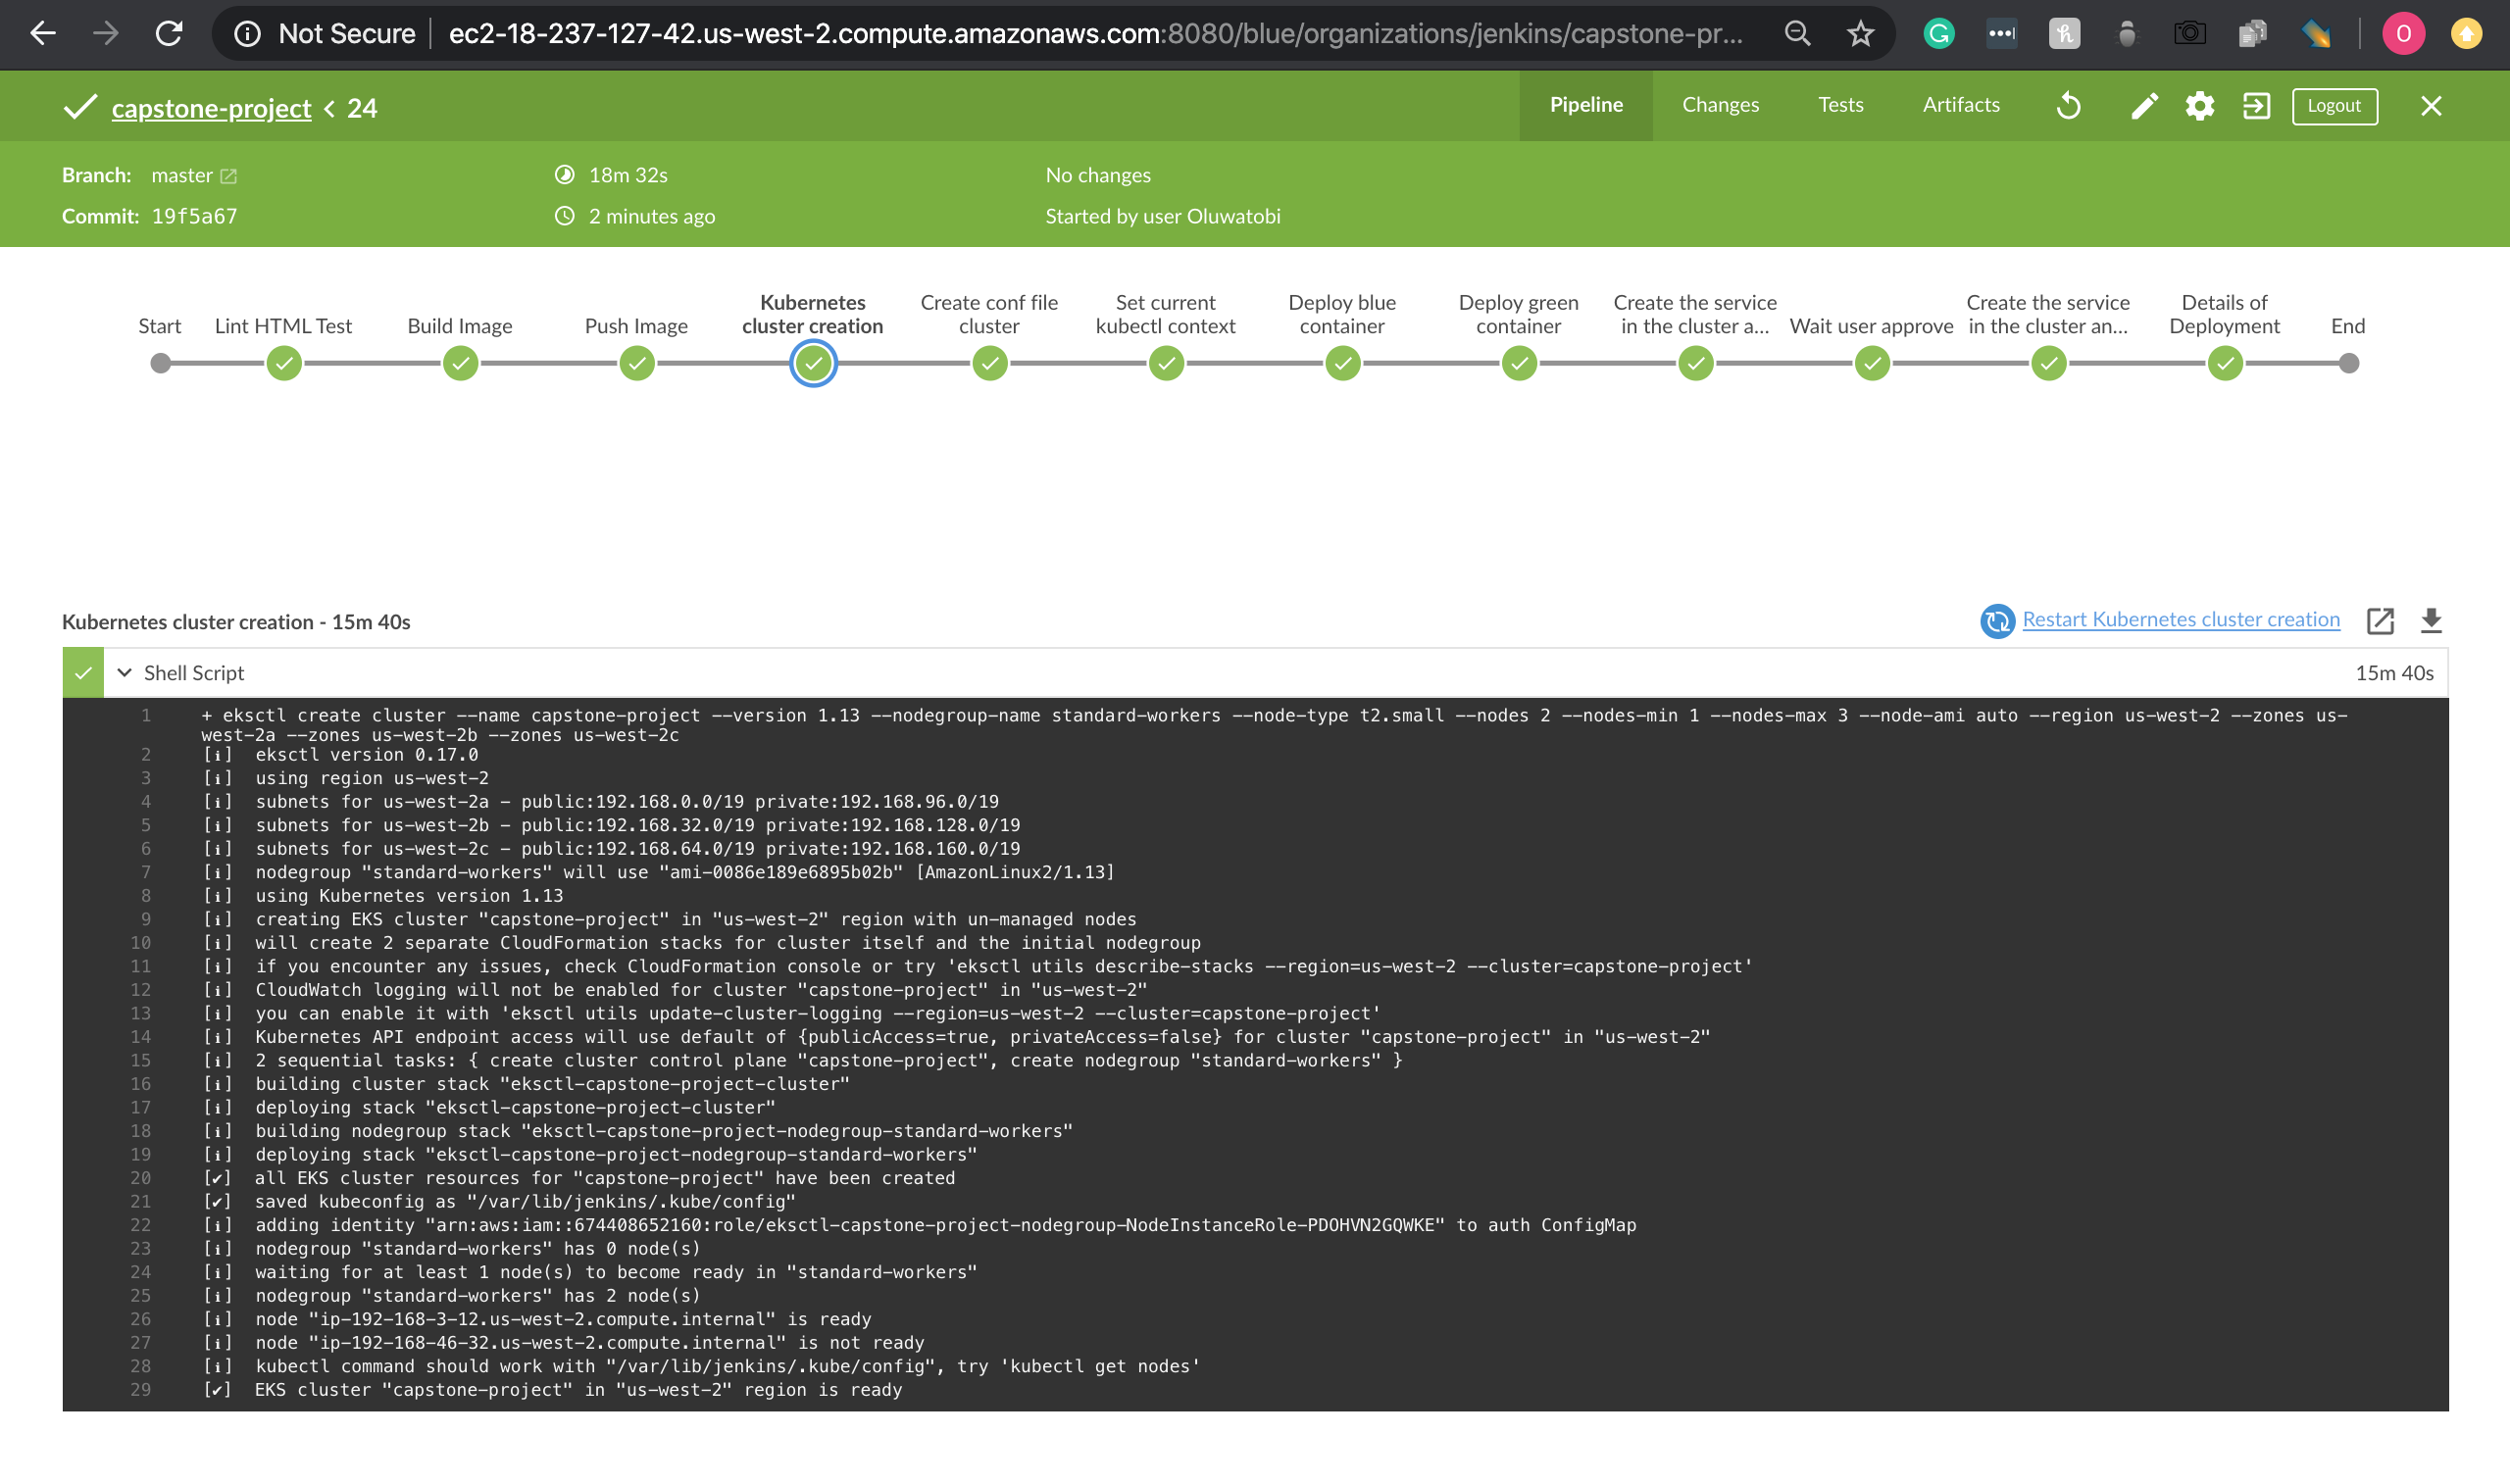 Not Secure | ec2-18-237-127-42.us-west-2.compute.amazonaws.com:8080/blue/organizations/jenkins/capstone-pr...
O
capstone-project < 24
Pipeline Changes Tests Artifacts Logout
Branch: master 18m 32s No changes
Commit: 19f5a67 2 minutes ago Started by user Oluwatobi
Start
Lint HTML Test
Build Image
Push Image
Kubernetes
cluster creation
Create conf file
cluster
Set current
kubectl context
Deploy blue
container
Deploy green
container
Create the service
in the cluster a...
Wait user approve
Create the service
in the cluster an...
Details of
Deployment
End
Kubernetes cluster creation - 15m 40s Restart Kubernetes cluster creation
Shell Script 15m 40s
1 + eksctl create cluster --name capstone-project --version 1.13 --nodegroup-name standard-workers --node-type t2.small --nodes 2 --nodes-min 1 --nodes-max 3 --node-ami auto --region us-west-2 --zones us-
west-2a --zones us-west-2b --zones us-west-2c
2 [ℹ] eksctl version 0.17.0
3 [ℹ] using region us-west-2
4 [ℹ] subnets for us-west-2a - public:192.168.0.0/19 private:192.168.96.0/19
5 [ℹ] subnets for us-west-2b - public:192.168.32.0/19 private:192.168.128.0/19
6 [ℹ] subnets for us-west-2c - public:192.168.64.0/19 private:192.168.160.0/19
7 [ℹ] nodegroup "standard-workers" will use "ami-0086e189e6895b02b" [AmazonLinux2/1.13]
8 [ℹ] using Kubernetes version 1.13
9 [ℹ] creating EKS cluster "capstone-project" in "us-west-2" region with un-managed nodes
10 [ℹ] will create 2 separate CloudFormation stacks for cluster itself and the initial nodegroup
11 [ℹ] if you encounter any issues, check CloudFormation console or try 'eksctl utils describe-stacks --region=us-west-2 --cluster=capstone-project'
12 [ℹ] CloudWatch logging will not be enabled for cluster "capstone-project" in "us-west-2"
13 [ℹ] you can enable it with 'eksctl utils update-cluster-logging --region=us-west-2 --cluster=capstone-project'
14 [ℹ] Kubernetes API endpoint access will use default of {publicAccess=true, privateAccess=false} for cluster "capstone-project" in "us-west-2"
15 [ℹ] 2 sequential tasks: { create cluster control plane "capstone-project", create nodegroup "standard-workers" }
16 [ℹ] building cluster stack "eksctl-capstone-project-cluster"
17 [ℹ] deploying stack "eksctl-capstone-project-cluster"
18 [ℹ] building nodegroup stack "eksctl-capstone-project-nodegroup-standard-workers"
19 [ℹ] deploying stack "eksctl-capstone-project-nodegroup-standard-workers"
20 [✔] all EKS cluster resources for "capstone-project" have been created
21 [✔] saved kubeconfig as "/var/lib/jenkins/.kube/config"
22 [ℹ] adding identity "arn:aws:iam::674408652160:role/eksctl-capstone-project-nodegroup-NodeInstanceRole-PDOHVN2GQWKE" to auth ConfigMap
23 [ℹ] nodegroup "standard-workers" has 0 node(s)
24 [ℹ] waiting for at least 1 node(s) to become ready in "standard-workers"
25 [ℹ] nodegroup "standard-workers" has 2 node(s)
26 [ℹ] node "ip-192-168-3-12.us-west-2.compute.internal" is ready
27 [ℹ] node "ip-192-168-46-32.us-west-2.compute.internal" is not ready
28 [ℹ] kubectl command should work with "/var/lib/jenkins/.kube/config", try 'kubectl get nodes'
29 [✔] EKS cluster "capstone-project" in "us-west-2" region is ready